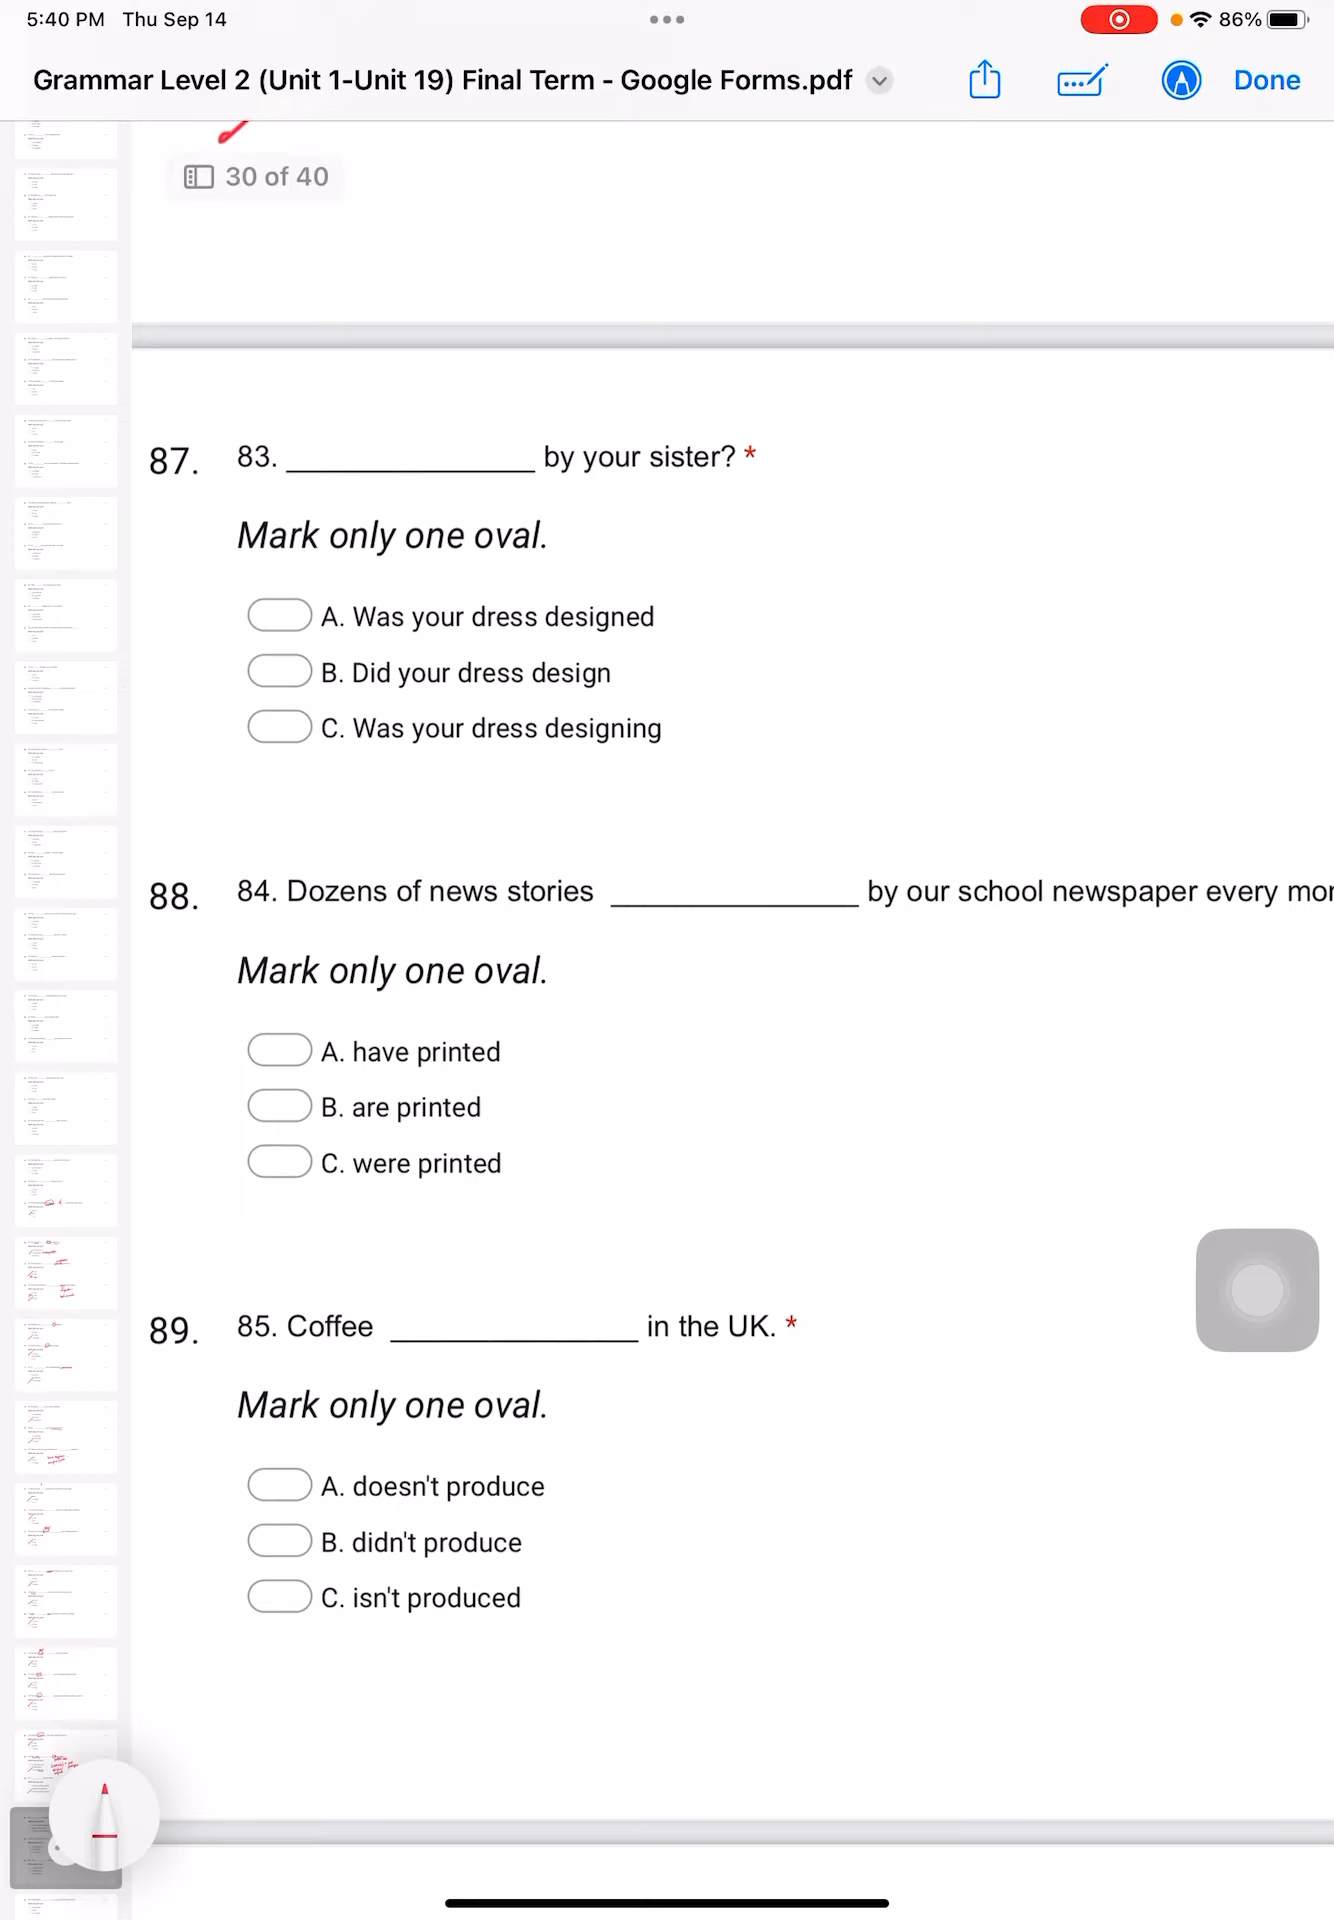 5:40 PM Thu Sep 14
86%
Grammar Level 2 (Unit 1-Unit 19) Final Term - Google Forms.pdf
Done
30 of 40
87. 83. ________________ by your sister? *
Mark only one oval.
A. Was your dress designed
B. Did your dress design
C. Was your dress designing
88. 84. Dozens of news stories ________________ by our school newspaper every
Mark only one oval.
A. have printed
B. are printed
C. were printed
89. 85. Coffee ________________ in the UK. *
Mark only one oval.
A. doesn't produce
B. didn't produce
C. isn't produced